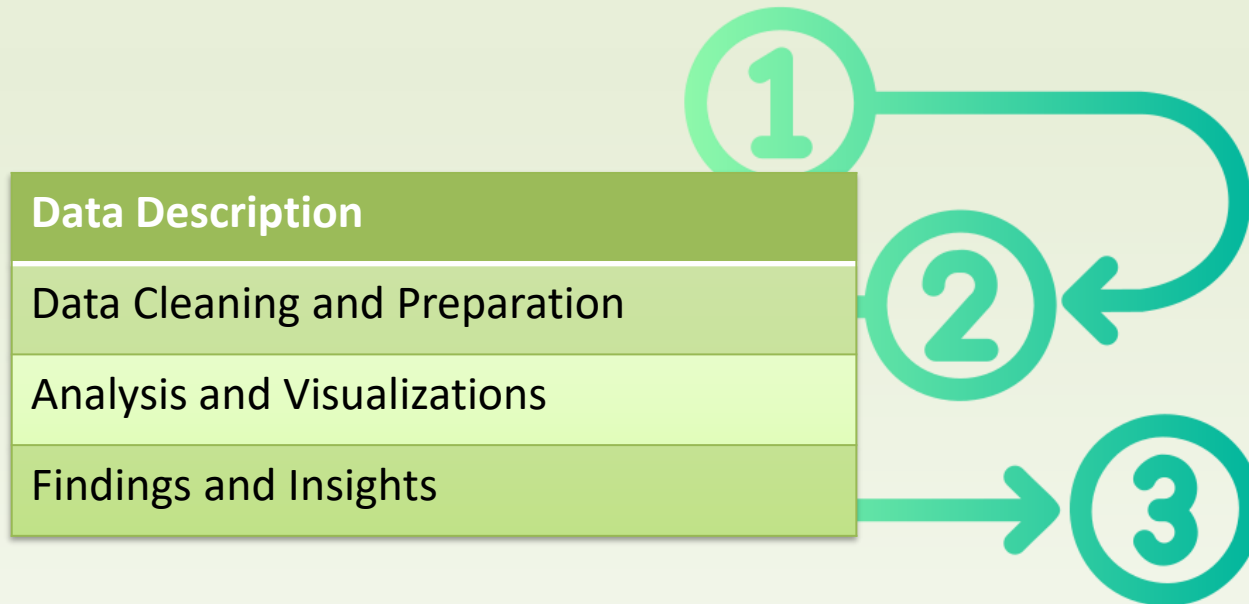 1
Data Description
Data Cleaning and Preparation
2
Analysis and Visualizations
Findings and Insights
3